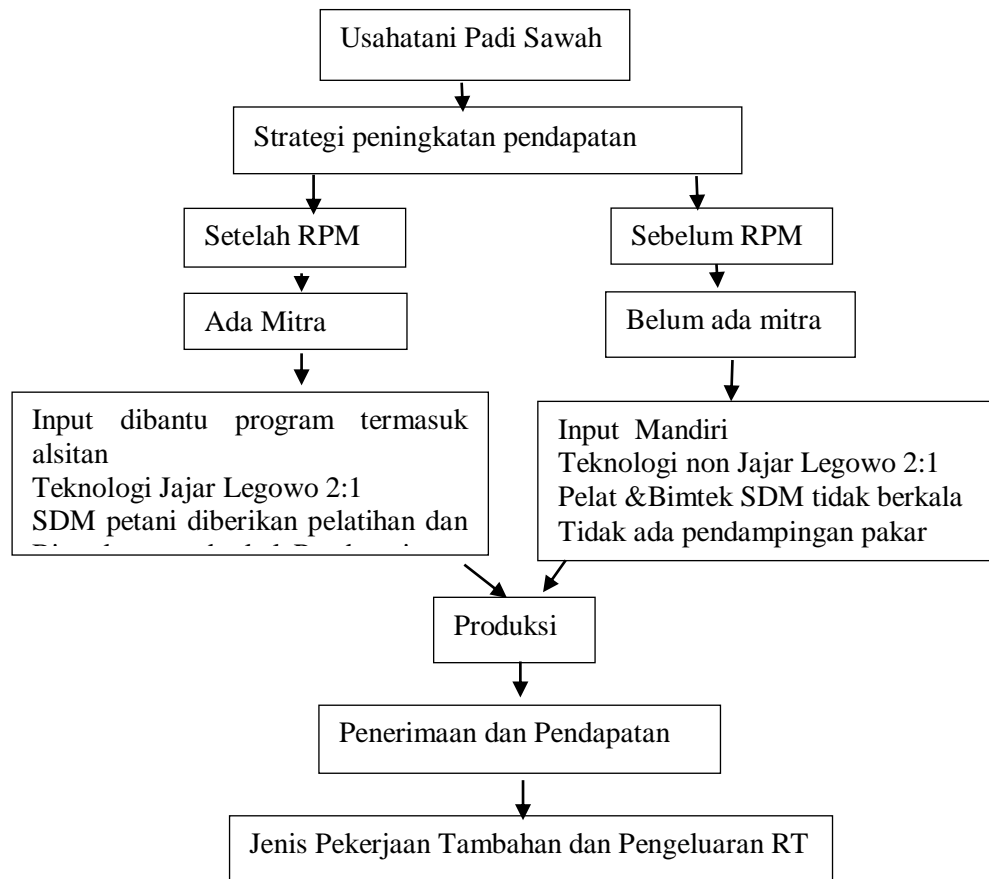 Usahatani Padi Sawah
Strategi peningkatan pendapatan
Setelah RPM
Sebelum RPM
Ada Mitra
Belum ada mitra
Input dibantu program termasuk
alsitan
Teknologi Jajar Legowo 2:1
SDM petani diberikan pelatihan dan
Input Mandiri
Teknologi non Jajar Legowo 2:1
Pelat &Bimtek SDM tidak berkala
Tidak ada pendampingan pakar
Produksi
Penerimaan dan Pendapatan
Jenis Pekerjaan Tambahan dan Pengeluaran RT